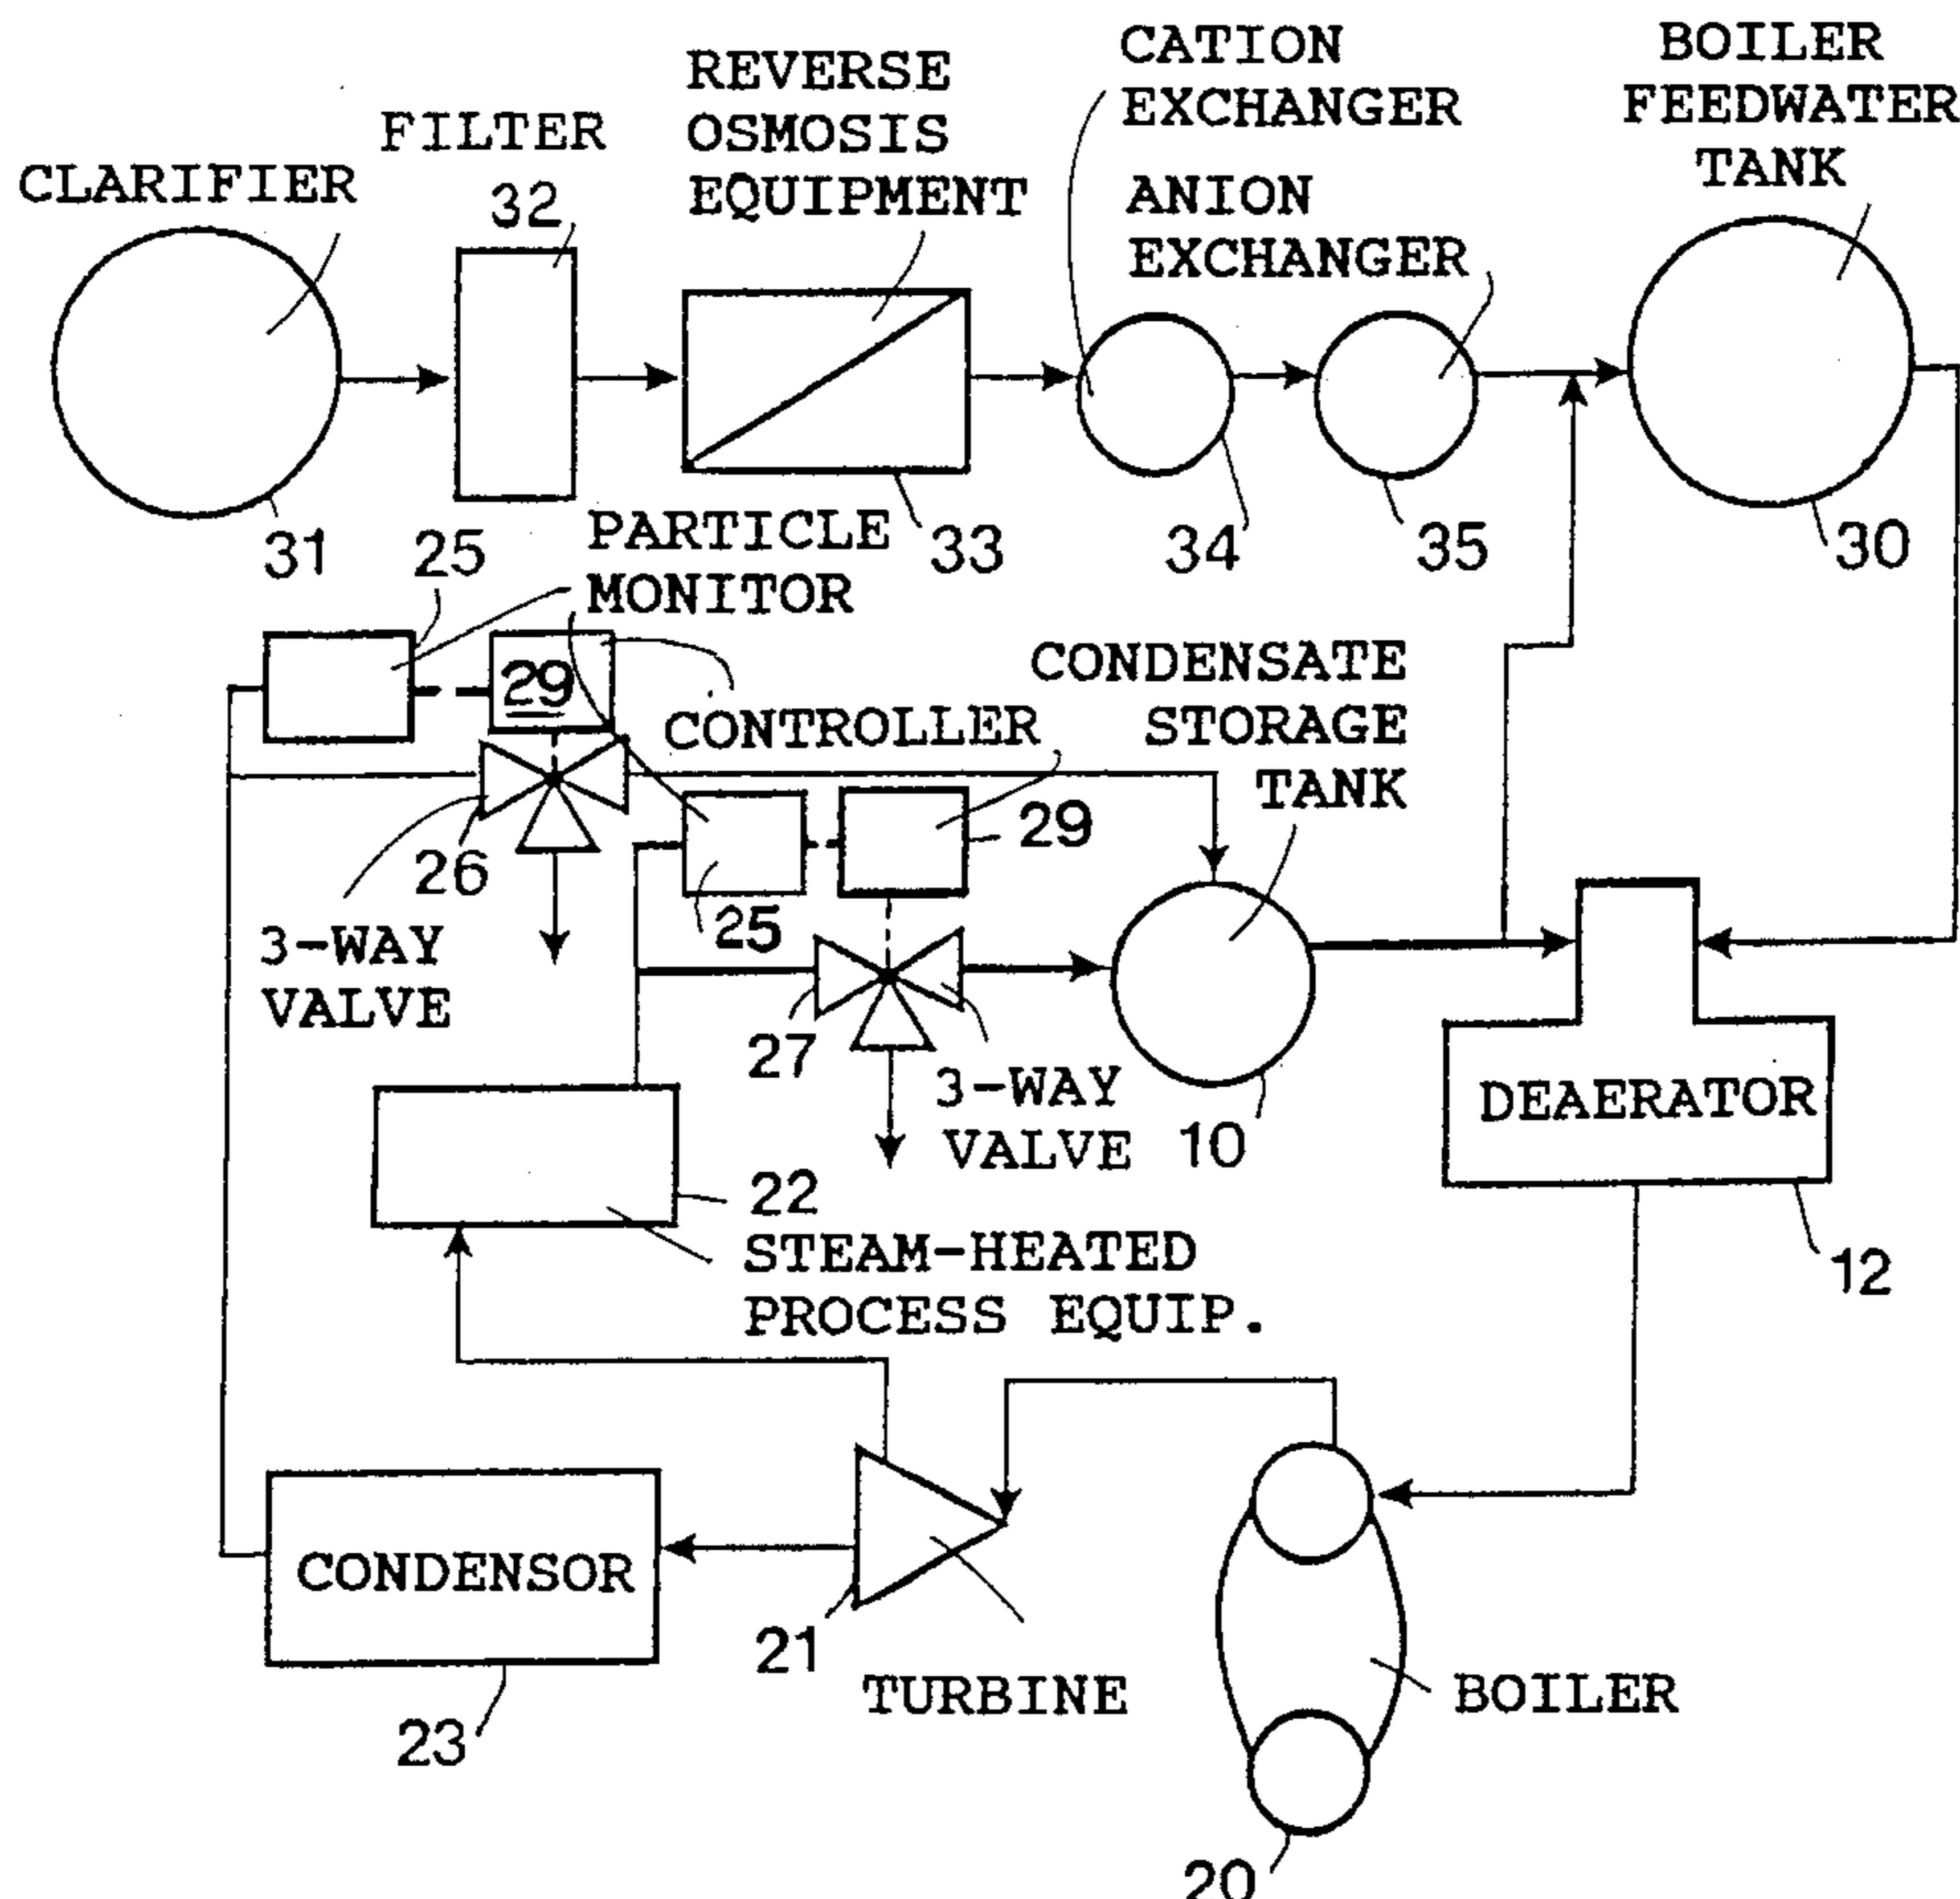 CLARIFIER
FILTER
32
REVERSE
OSMOSIS
EQUIPMENT
CATION
EXCHANGER
ANION
EXCHANGER
BOILER
FEEDWATER
TANK
31
25
PARTICLE
MONITOR
33
34
35
30
29
CONTROLLER
CONDENSATE
STORAGE
TANK
26
25
29
3-WAY
VALVE
27
3-WAY
VALVE
10
DEAERATOR
22
STEAM-HEATED
PROCESS EQUIP.
12
CONDENSOR
21
TURBINE
BOILER
23
20